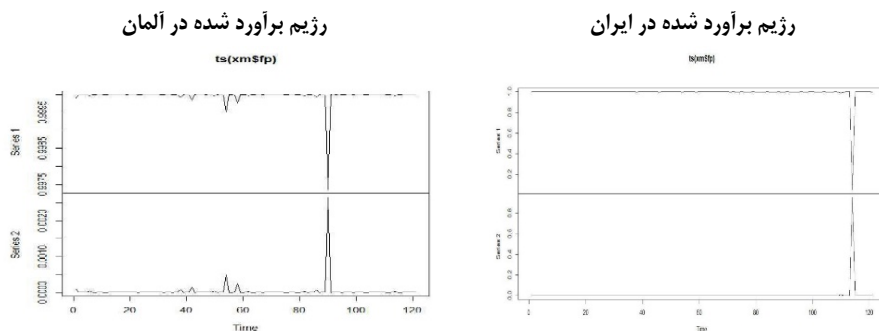 رژیم برآورد شده در ایران
رژیم برآورد شده در آلمان
ts(xm$fp)
ts(xm$fp)
Series 1
0.9995
0.9985
0.9975
Series 2
0.0020
0.0010
0.0000
0 20 40 60 80 100 120
Time
Series 1
1.0
0.8
0.6
0.4
0.2
Series 2
0.8
0.6
0.4
0.2
0.0
0 20 40 60 80 100 120
Time